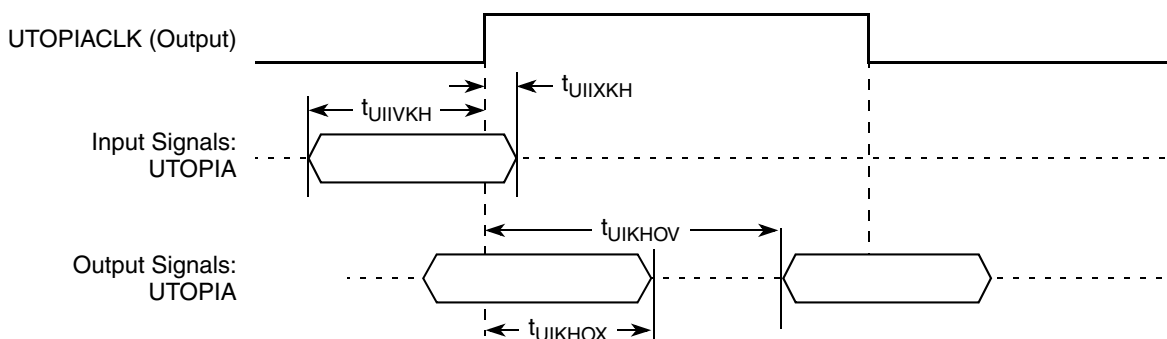 UTOPIACLK (Output)
tUIIXKH
tUIIVKH
Input Signals:
UTOPIA
tUIKHOV
Output Signals:
UTOPIA
tUIKHOX